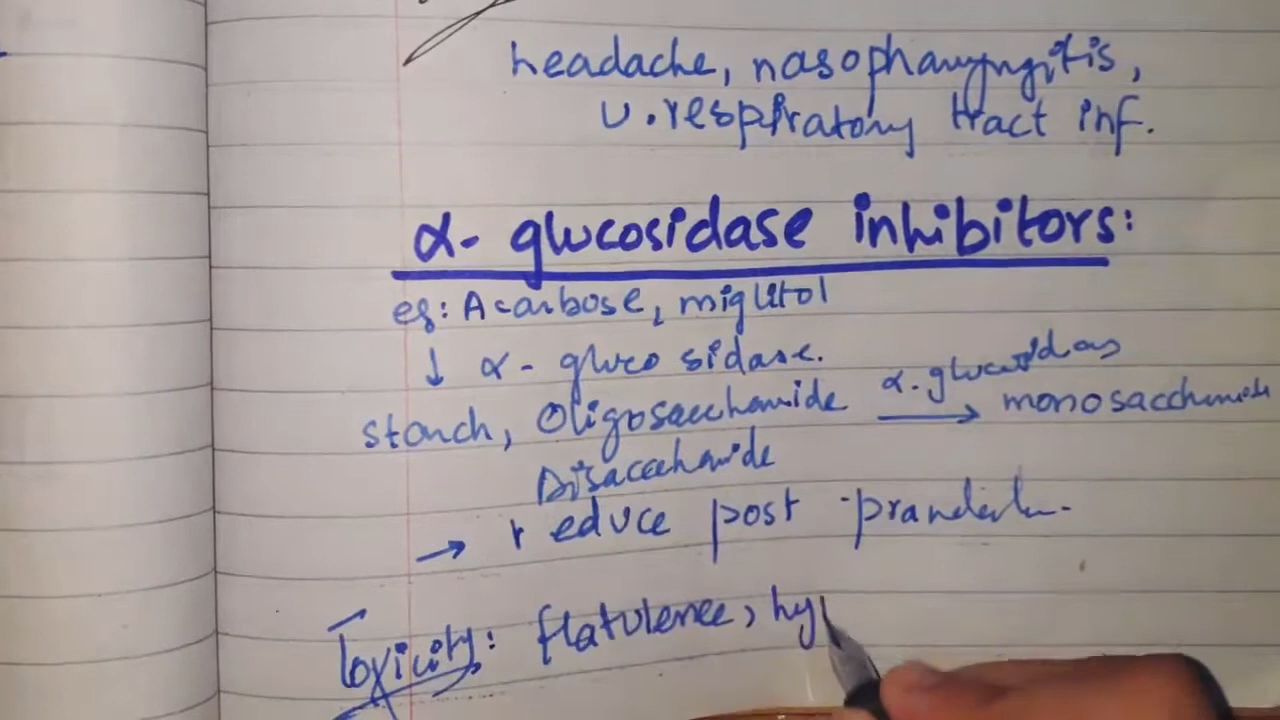 headache, nasopharyngitis,
U. respiratory tract inf.
α- glucosidase inhibitors:
eg: Acarbose, miglitol
↓ α- glucosidase.
α-glucosidas
starch, Oligosaccharide → monosaccharide
Disaccharide
→ reduce post-prandial
Toxicity: flatulence, hy